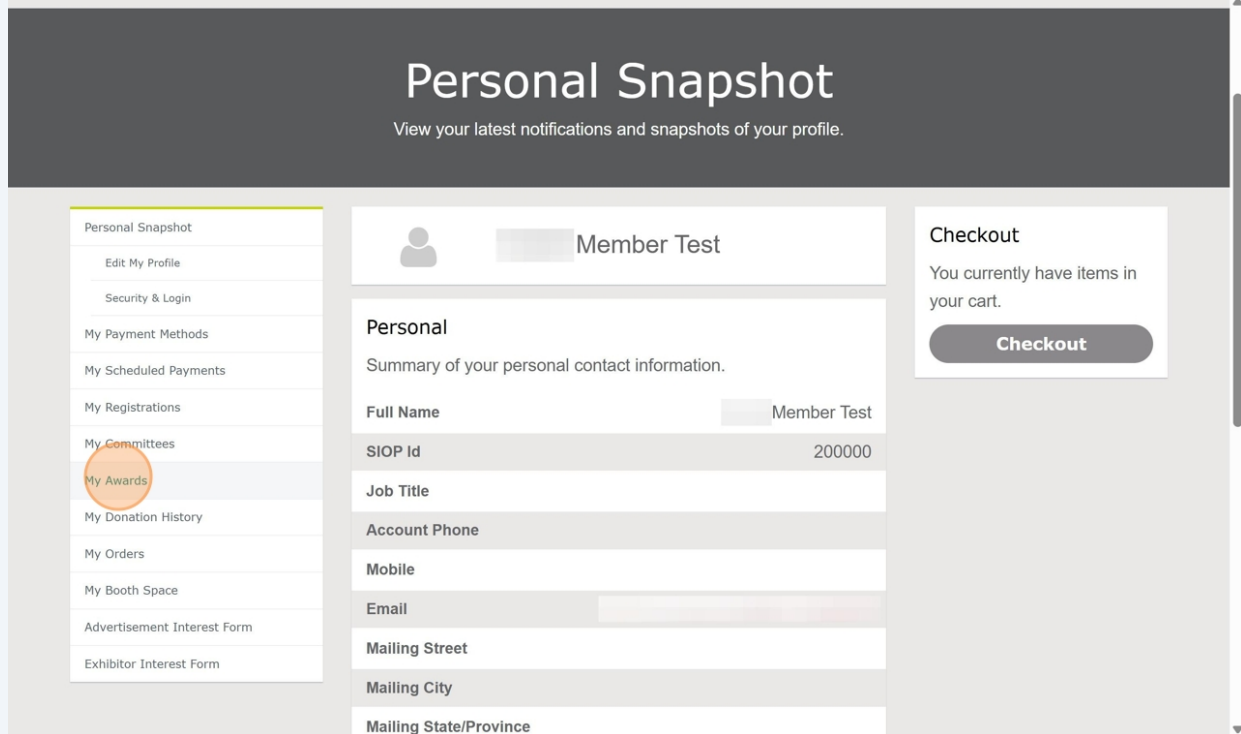 Personal Snapshot
View your latest notifications and snapshots of your profile.
Personal Snapshot
Edit My Profile
Security & Login
My Payment Methods
My Scheduled Payments
My Registrations
My Committees
My Awards
My Donation History
My Orders
My Booth Space
Advertisement Interest Form
Exhibitor Interest Form
Member Test
Personal
Summary of your personal contact information.
Full Name Member Test
SIOP Id 200000
Job Title
Account Phone
Mobile
Email
Mailing Street
Mailing City
Mailing State/Province
Checkout
You currently have items in
your cart.
Checkout